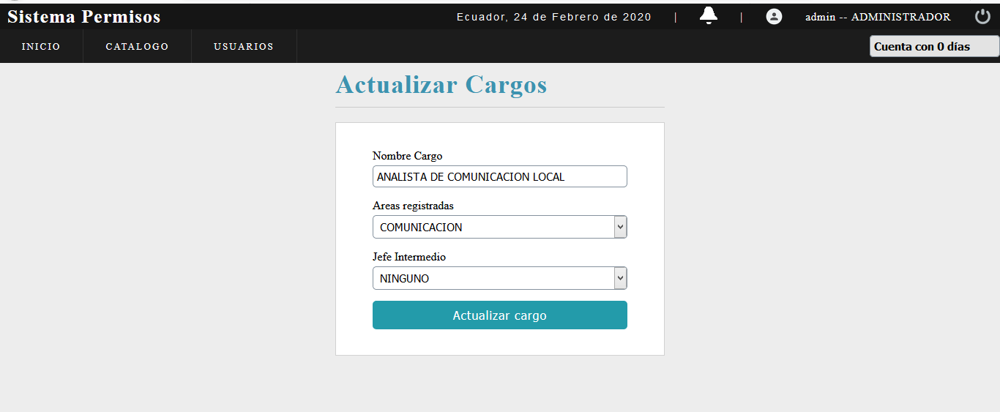 Sistema Permisos
Ecuador, 24 de Febrero de 2020 | | admin -- ADMINISTRADOR
INICIO CATALOGO USUARIOS
Cuenta con 0 días
Actualizar Cargos
Nombre Cargo
ANALISTA DE COMUNICACION LOCAL
Areas registradas
COMUNICACION
Jefe Intermedio
NINGUNO
Actualizar cargo